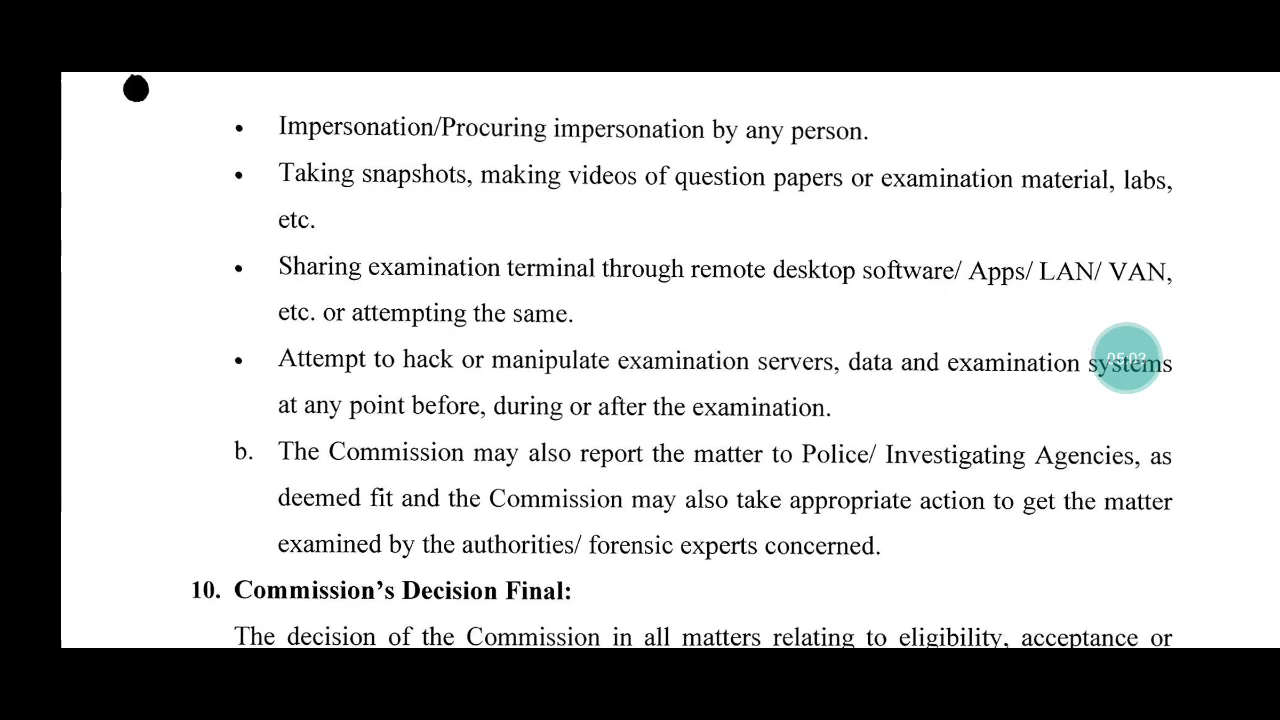 • Impersonation/Procuring impersonation by any person.
• Taking snapshots, making videos of question papers or examination material, labs,
etc.
• Sharing examination terminal through remote desktop software/ Apps/ LAN/ VAN,
etc. or attempting the same.
• Attempt to hack or manipulate examination servers, data and examination systems
05:03
at any point before, during or after the examination.
b. The Commission may also report the matter to Police/ Investigating Agencies, as
deemed fit and the Commission may also take appropriate action to get the matter
examined by the authorities/ forensic experts concerned.
10. Commission’s Decision Final:
The decision of the Commission in all matters relating to eligibility, acceptance or